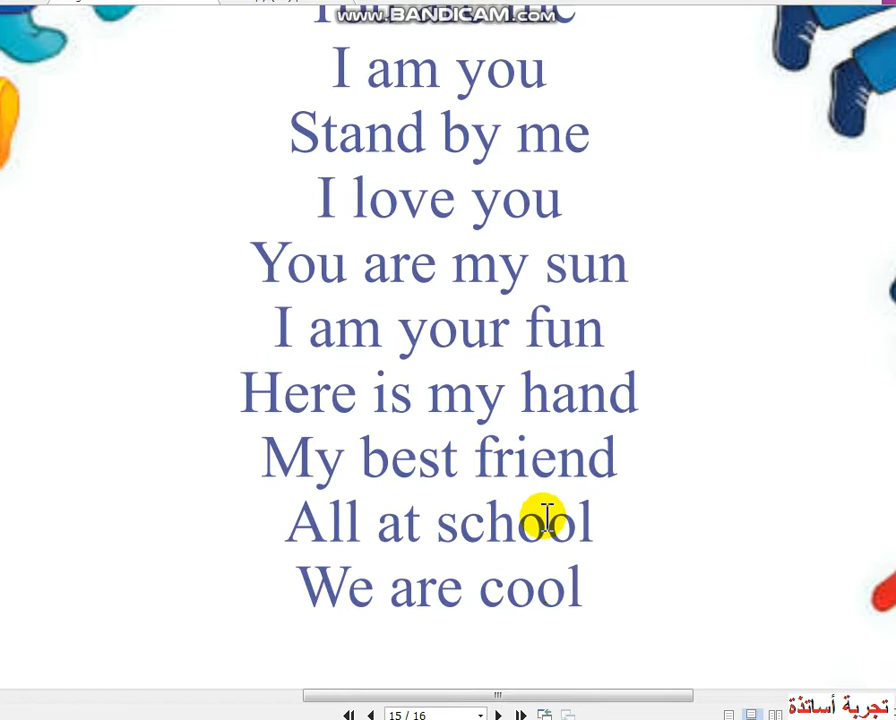 www.BANDICAM.com
I am you
Stand by me
I love you
You are my sun
I am your fun
Here is my hand
My best friend
All at school
We are cool
15 / 16
تجربة أساتذة